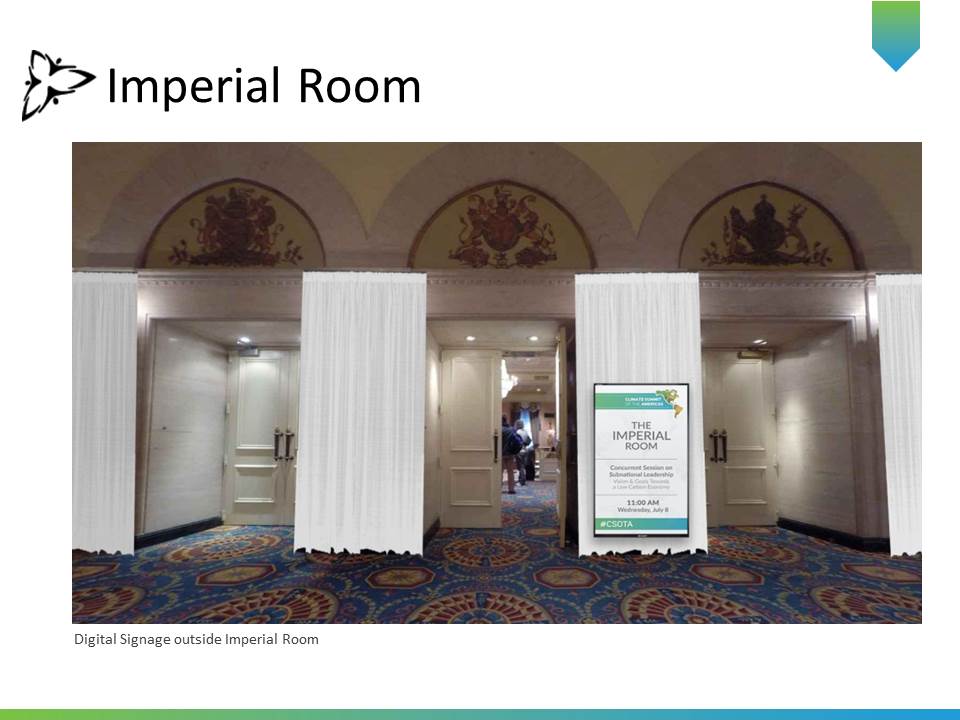 Imperial Room
CLIMATE SUMMIT
OF THE AMERICAS
THE
IMPERIAL
ROOM
Concurrent Session on
Subnational Leadership
Vision & Goals Towards
a Low Carbon Economy
11:00 AM
Wednesday, July 8
#CSOTA
Digital Signage outside Imperial Room